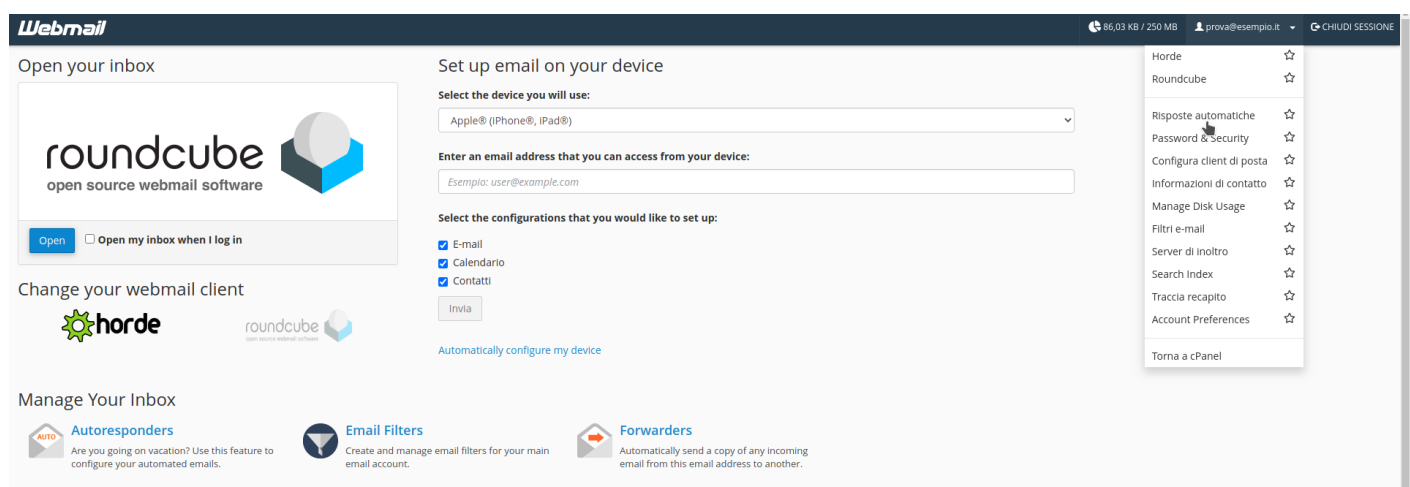 Webmail
86,03 KB / 250 MB
prova@esempio.it
CHIUDI SESSIONE
Open your inbox
roundcube
open source webmail software
Open
Open my inbox when I log in
Change your webmail client
horde
roundcube
open source webmail software
Set up email on your device
Select the device you will use:
Apple® (iPhone®, iPad®)
Enter an email address that you can access from your device:
Esempio: user@example.com
Select the configurations that you would like to set up:
E-mail
Calendario
Contatti
Invia
Automatically configure my device
Horde
Roundcube
Risposte automatiche
Password & Security
Configura client di posta
Informazioni di contatto
Manage Disk Usage
Filtri e-mail
Server di inoltro
Search Index
Traccia recapito
Account Preferences
Torna a cPanel
Manage Your Inbox
AUTO
Autoresponders
Are you going on vacation? Use this feature to
configure your automated emails.
Email Filters
Create and manage email filters for your main
email account.
Forwarders
Automatically send a copy of any incoming
email from this email address to another.